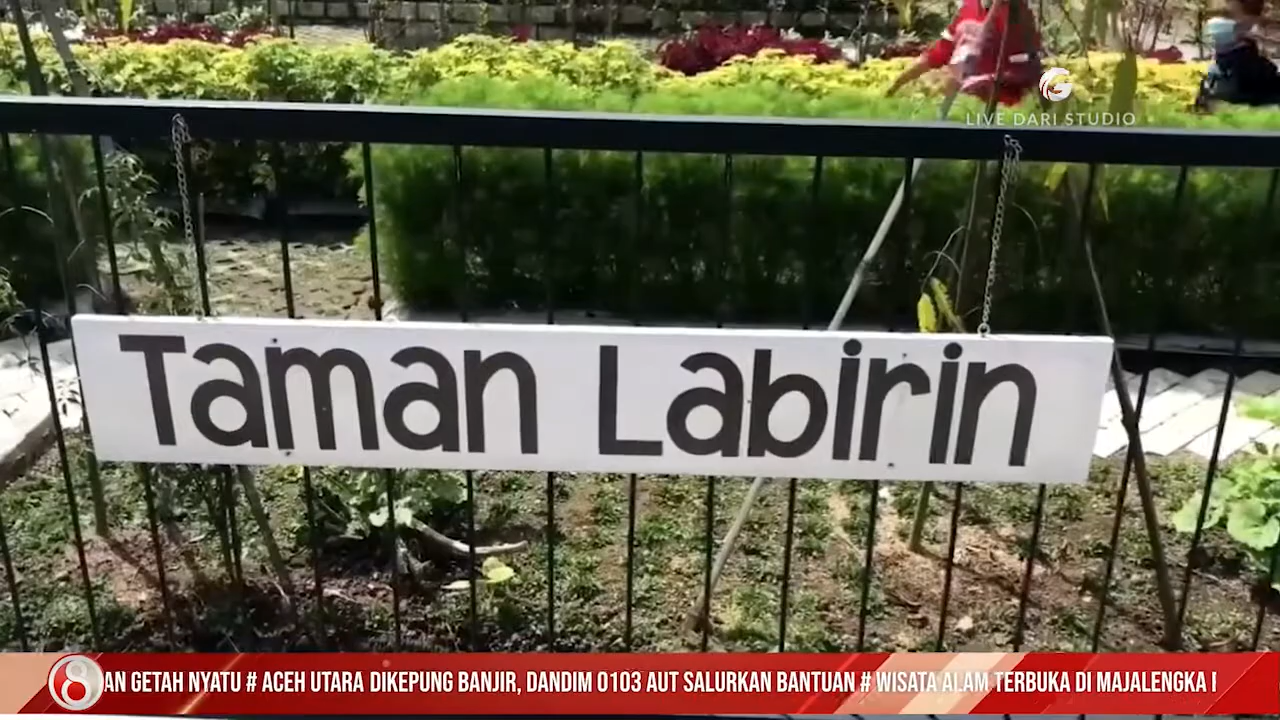 LIVE DARI STUDIO
Taman Labirin
8 AN GETAH NYATU # ACEH UTARA DIKEPUNG BANJIR, DANDIM 0103 AUT SALURKAN BANTUAN # WISATA ALAM TERBUKA DI MAJALENGKA